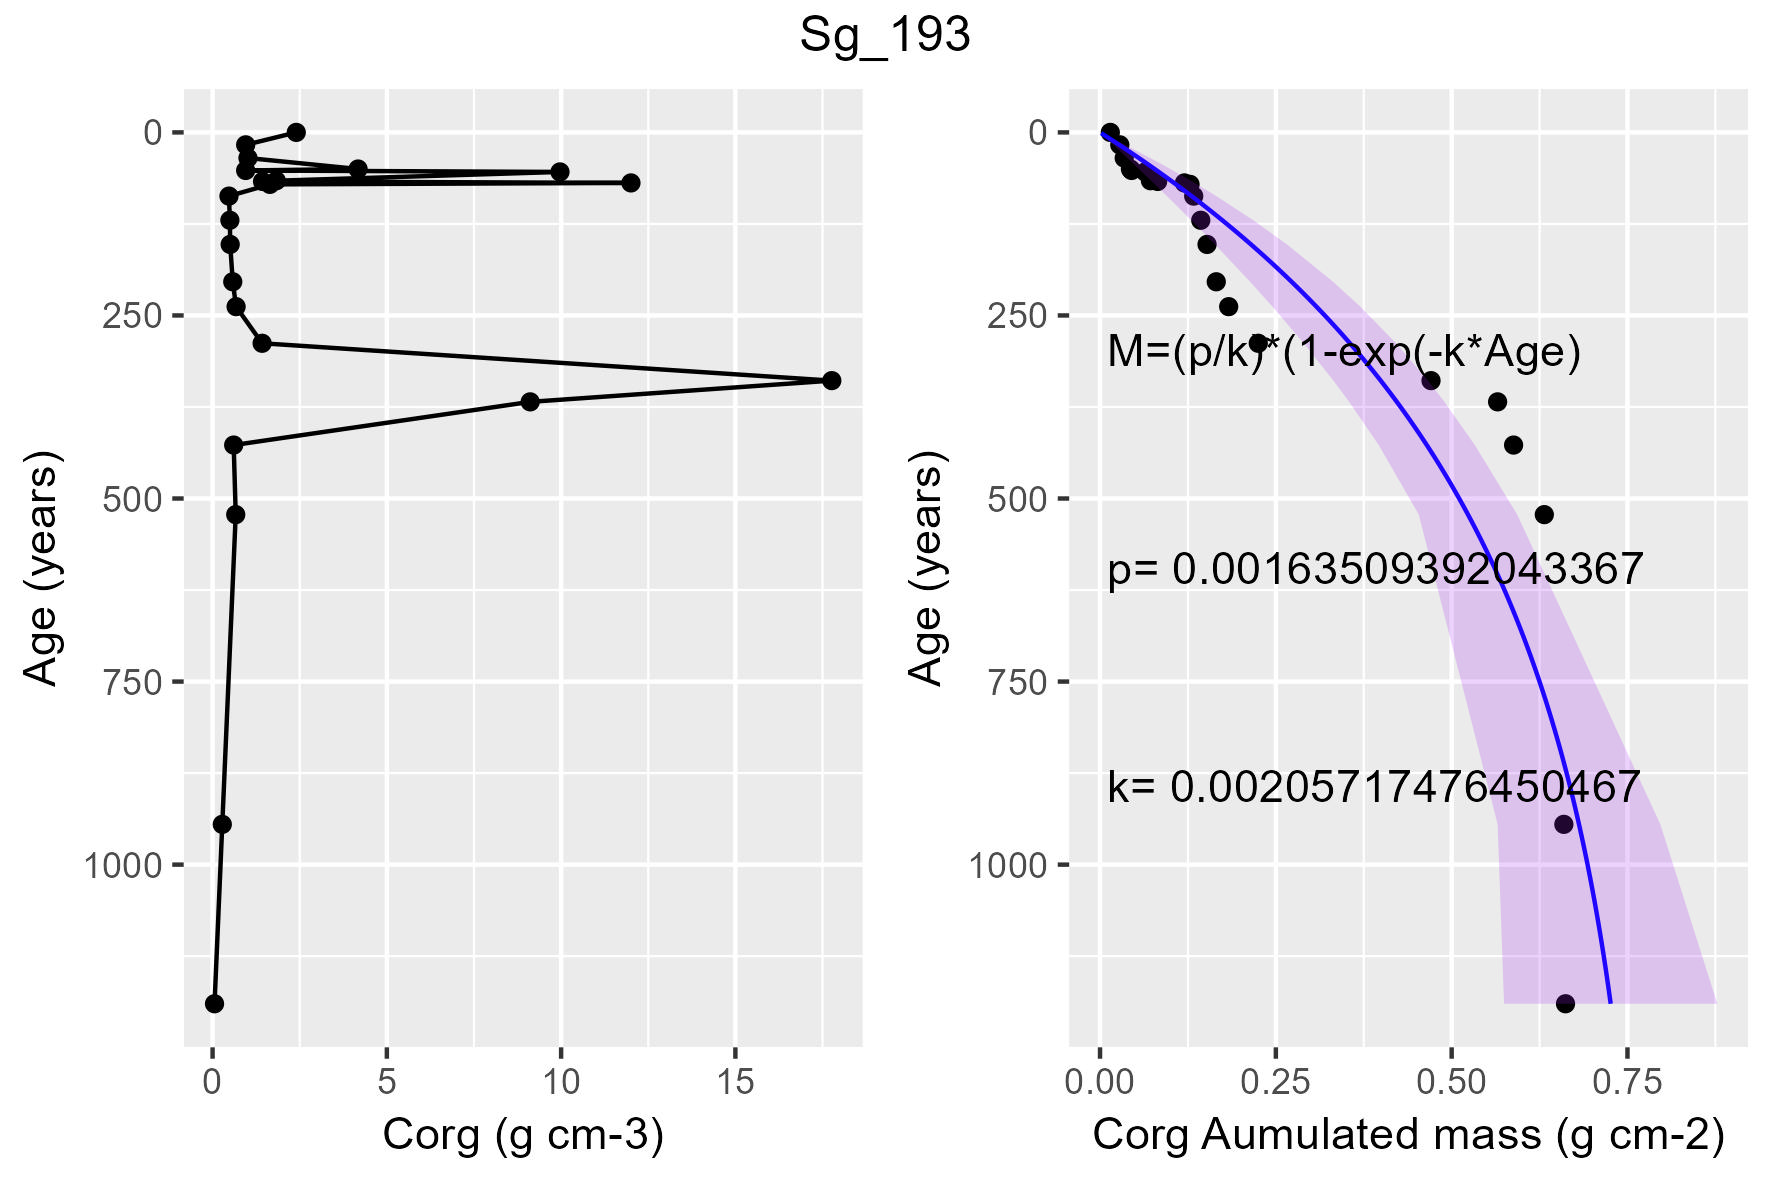 Sg_193
0
250
500
750
1000
Age (years)
0
5
10
15
Corg (g cm-3)
0
250
500
750
1000
Age (years)
M=(p/k)*(1-exp(-k*Age)
p= 0.00163509392043367
k= 0.00205717476450467
0.00
0.25
0.50
0.75
Corg Aumulated mass (g cm-2)